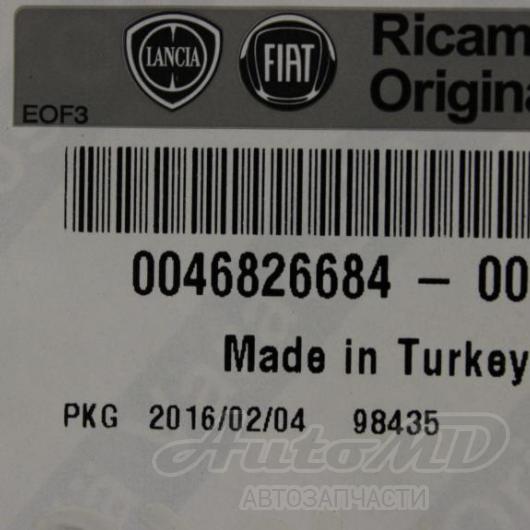 LANCIA FIAT Ricam
EOF3 Origina
0046826684 - 00
Made in Turkey
PKG 2016/02/04 98435
AutoMD
АВТОЗАПЧАСТИ